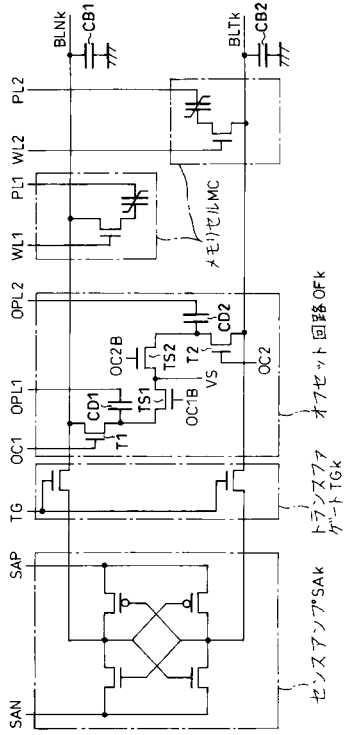 SAN
SAP
TG
OC1
OPL1
OPL2
WL1
PL1
WL2
PL2
BLNk
CB1
CD1
T1
TS1
OC1B
OC2B
TS2
VS
CD2
T2
OC2
BLTk
CB2
メモリセルMC
センスアンプSAk
トランスファ
ゲートTGk
オフセット回路OFk